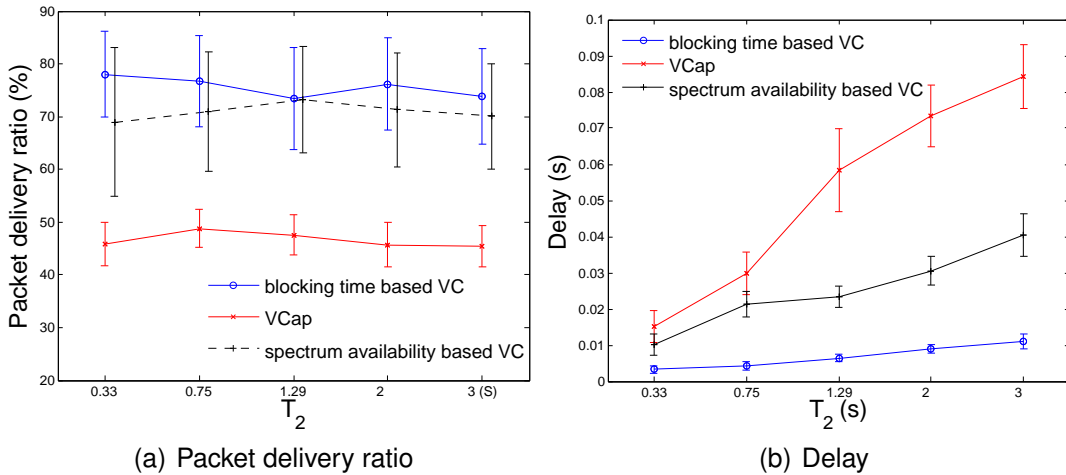 90
80
70
60
50
40
30
20
Packet delivery ratio (%)
blocking time based VC
VCap
spectrum availability based VC
0.33 0.75 1.29 2 3 (S)
T2
(a) Packet delivery ratio
0.1
0.09
0.08
0.07
0.06
0.05
0.04
0.03
0.02
0.01
0
Delay (s)
blocking time based VC
VCap
spectrum availability based VC
0.33 0.75 1.29 2 3
T2 (s)
(b) Delay